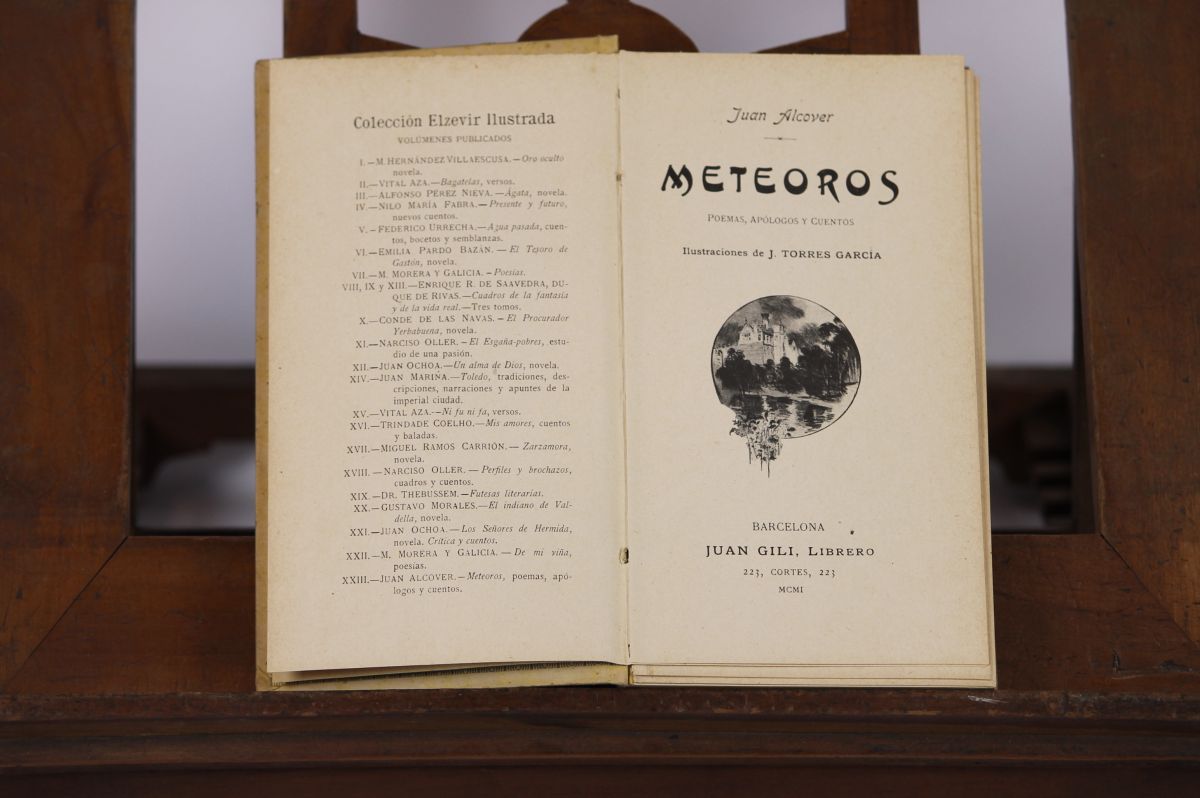 Colección Elzevir Ilustrada
VOLÚMENES PUBLICADOS
I.—M. HERNÁNDEZ VILLAESCUSA.—Oro oculto
novela.
II.—VITAL AZA.—Bagatelas, versos.
III.—ALFONSO PÉREZ NIEVA.—Ágata, novela.
IV.—NILO MARÍA FABRA.—Presente y futuro,
nuevos cuentos.
V.—FEDERICO URRECHA.—Agua pasada, cuen-
tos, bocetos y semblanzas.
VI.—EMILIA PARDO BAZÁN.—El Tesoro de
Gastón, novela.
VII.—M. MORERA Y GALICIA.—Poesías.
VIII, IX y XIII.—ENRIQUE R. DE SAAVEDRA, DU-
QUE DE RIVAS.—Cuadros de la fantasía
y de la vida real.—Tres tomos.
X.—CONDE DE LAS NAVAS.—El Procurador
Yerbabuena, novela.
XI.—NARCISO OLLER.—El Esgaña-pobres, estu-
dio de una pasión.
XII.—JUAN OCHOA.—Un alma de Dios, novela.
XIV.—JUAN MARINA.—Toledo, tradiciones, des-
cripciones, narraciones y apuntes de la
imperial ciudad.
XV.—VITAL AZA.—Ni fu ni fa, versos.
XVI.—TRINDADE COELHO.—Mis amores, cuentos
y baladas.
XVII.—MIGUEL RAMOS CARRIÓN.—Zarzamora,
novela.
XVIII.—NARCISO OLLER.—Perfiles y brochazos,
cuadros y cuentos.
XIX.—DR. THEBUSSEM.—Futesas literarias.
XX.—GUSTAVO MORALES.—El indiano de Val-
della, novela.
XXI.—JUAN OCHOA.—Los Señores de Hermida,
novela. Crítica y cuentos.
XXII.—M. MORERA Y GALICIA.—De mi viña,
poesías.
XXIII.—JUAN ALCOVER.—Meteoros, poemas, apó-
logos y cuentos.
Juan Alcover
METEOROS
POEMAS, APÓLOGOS Y CUENTOS
Ilustraciones de J. TORRES GARCÍA
BARCELONA
JUAN GILI, LIBRERO
223, CORTES, 223
MCMI